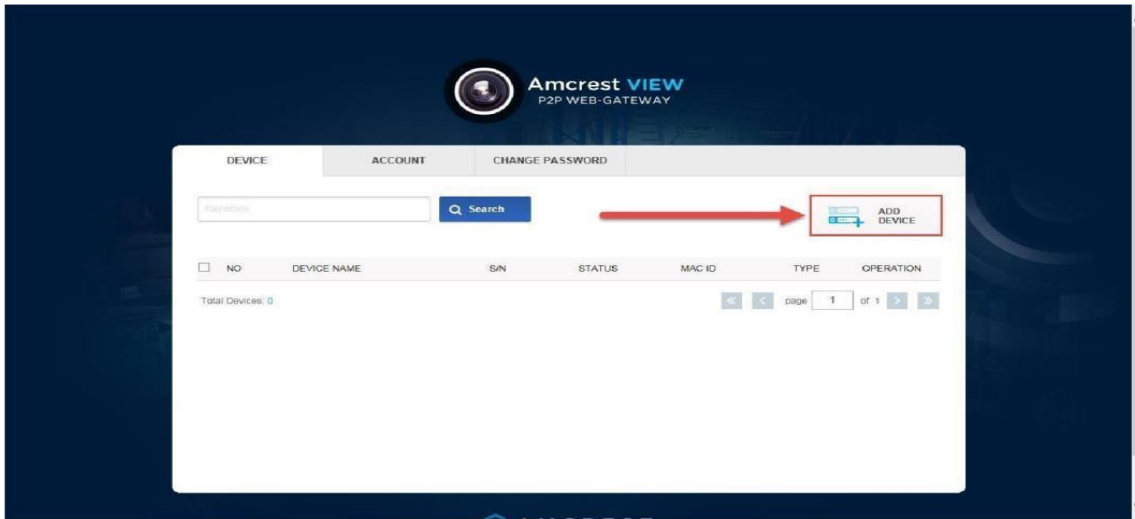 Amcrest VIEW
P2P WEB-GATEWAY
DEVICE ACCOUNT CHANGE PASSWORD
Search
ADD
DEVICE
NO DEVICE NAME S/N STATUS MAC ID TYPE OPERATION
Total Devices: 0
page 1 of 1